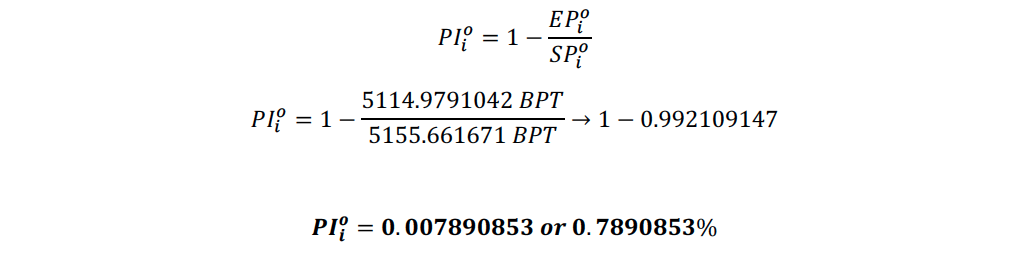 PI_i^o = 1 − EP_i^o / SP_i^o
PI_i^o = 1 − 5114.9791042 BPT / 5155.661671 BPT → 1 − 0.992109147
PI_i^o = 0.007890853 or 0.7890853%